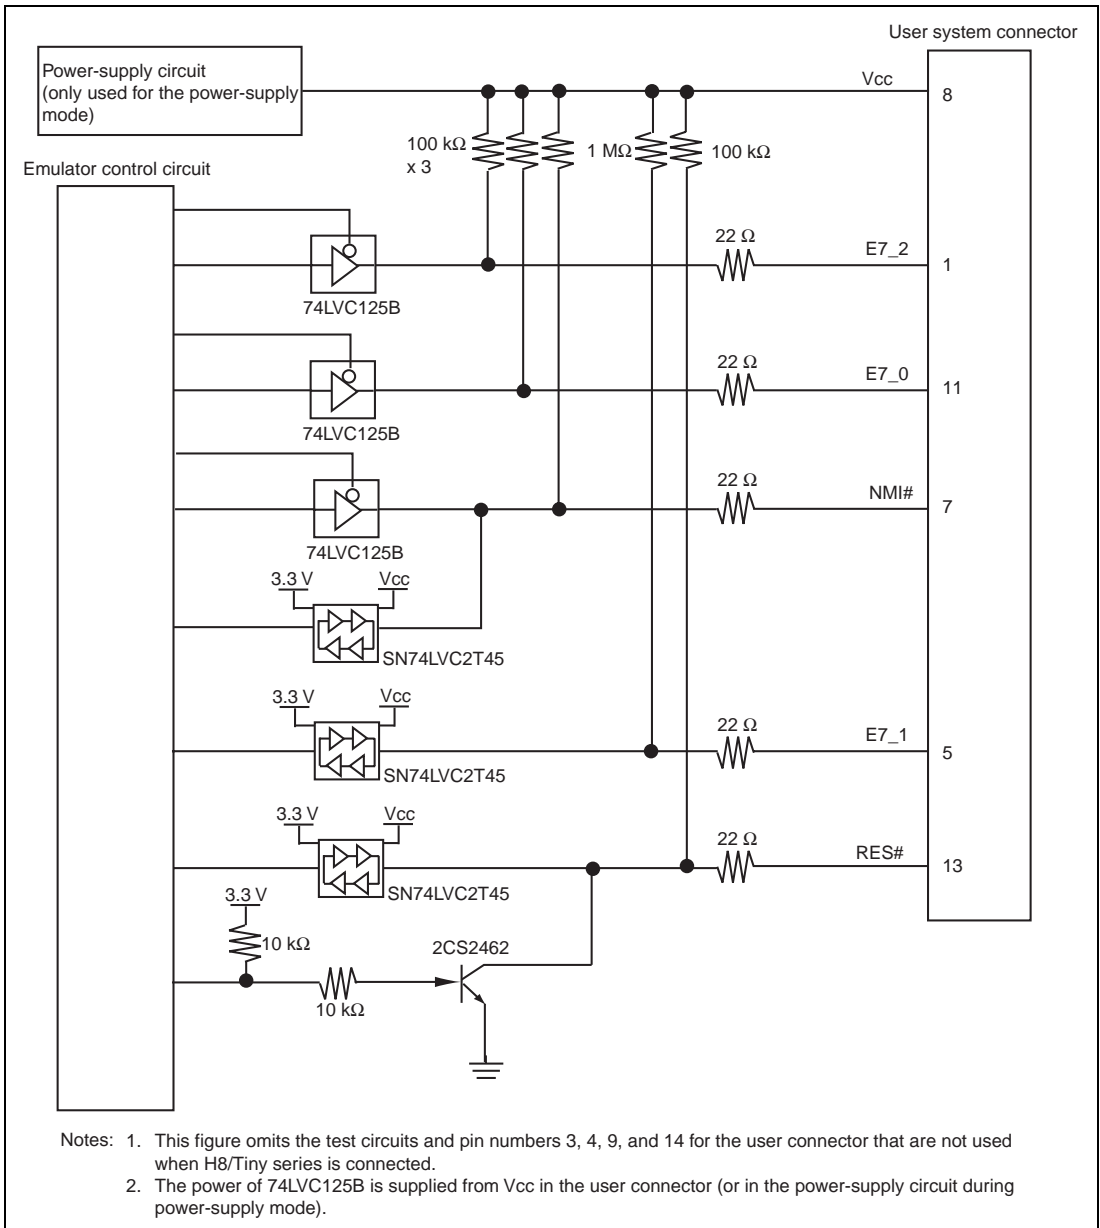 User system connector
Power-supply circuit
(only used for the power-supply
mode)
Vcc
8
100 kΩ
x 3
1 MΩ
100 kΩ
Emulator control circuit
22 Ω
E7_2
1
74LVC125B
22 Ω
E7_0
11
74LVC125B
22 Ω
NMI#
7
74LVC125B
3.3 V
Vcc
SN74LVC2T45
3.3 V
Vcc
22 Ω
E7_1
5
SN74LVC2T45
3.3 V
Vcc
22 Ω
RES#
13
SN74LVC2T45
3.3 V
10 kΩ
2CS2462
10 kΩ
Notes: 1. This figure omits the test circuits and pin numbers 3, 4, 9, and 14 for the user connector that are not used
when H8/Tiny series is connected.
2. The power of 74LVC125B is supplied from Vcc in the user connector (or in the power-supply circuit during
power-supply mode).